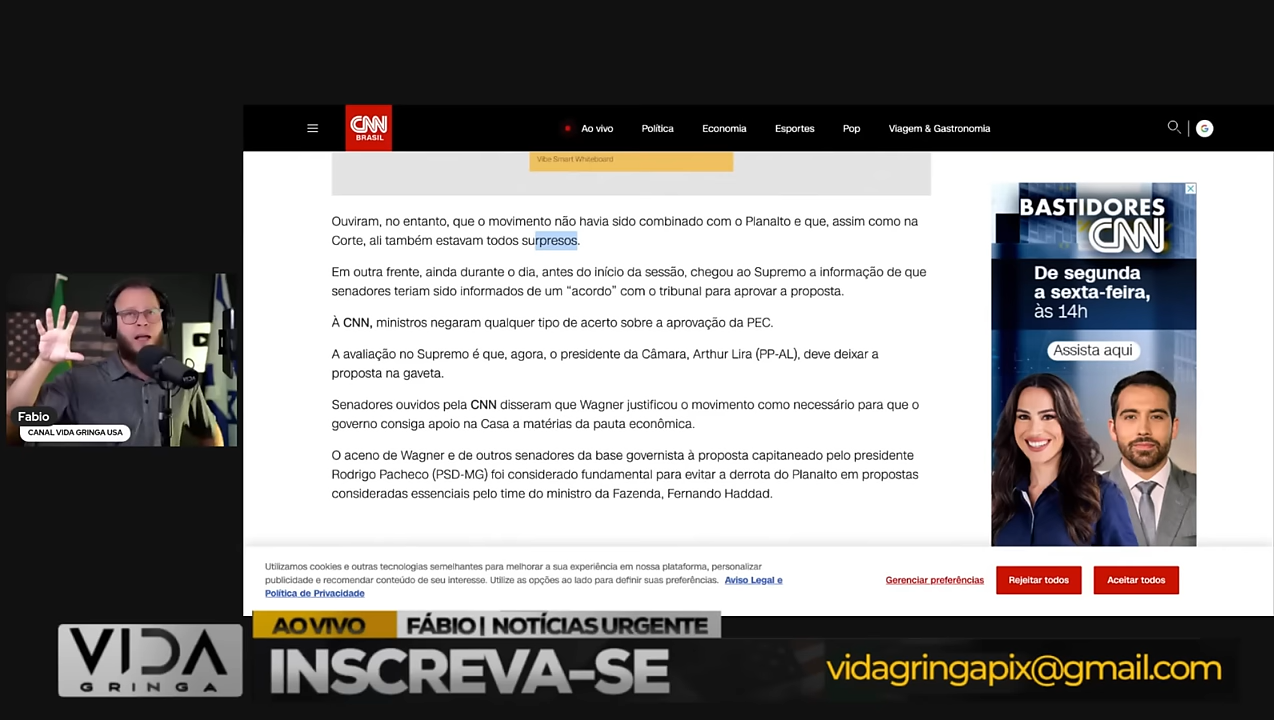 CNN
BRASIL
Ao vivo
Política
Economia
Esportes
Pop
Viagem & Gastronomia
Vibe Smart Whiteboard
Ouviram, no entanto, que o movimento não havia sido combinado com o Planalto e que, assim como na
Corte, ali também estavam todos surpresos.
Em outra frente, ainda durante o dia, antes do início da sessão, chegou ao Supremo a informação de que
senadores teriam sido informados de um “acordo” com o tribunal para aprovar a proposta.
À CNN, ministros negaram qualquer tipo de acerto sobre a aprovação da PEC.
A avaliação no Supremo é que, agora, o presidente da Câmara, Arthur Lira (PP-AL), deve deixar a
proposta na gaveta.
Senadores ouvidos pela CNN disseram que Wagner justificou o movimento como necessário para que o
governo consiga apoio na Casa a matérias da pauta econômica.
O aceno de Wagner e de outros senadores da base governista à proposta capitaneado pelo presidente
Rodrigo Pacheco (PSD-MG) foi considerado fundamental para evitar a derrota do Planalto em propostas
consideradas essenciais pelo time do ministro da Fazenda, Fernando Haddad.
BASTIDORES
CNN
De segunda
a sexta-feira,
às 14h
Assista aqui
Fabio
CANAL VIDA GRINGA USA
Utilizamos cookies e outras tecnologias semelhantes para melhorar a sua experiência em nossa plataforma, personalizar
publicidade e recomendar conteúdo de seu interesse. Utilize as opções ao lado para definir suas preferências. Aviso Legal e
Política de Privacidade
Gerenciar preferências
Rejeitar todos
Aceitar todos
AO VIVO
FÁBIO | NOTÍCIAS URGENTE
VIDA
GRINGA
INSCREVA-SE
vidagringapix@gmail.com